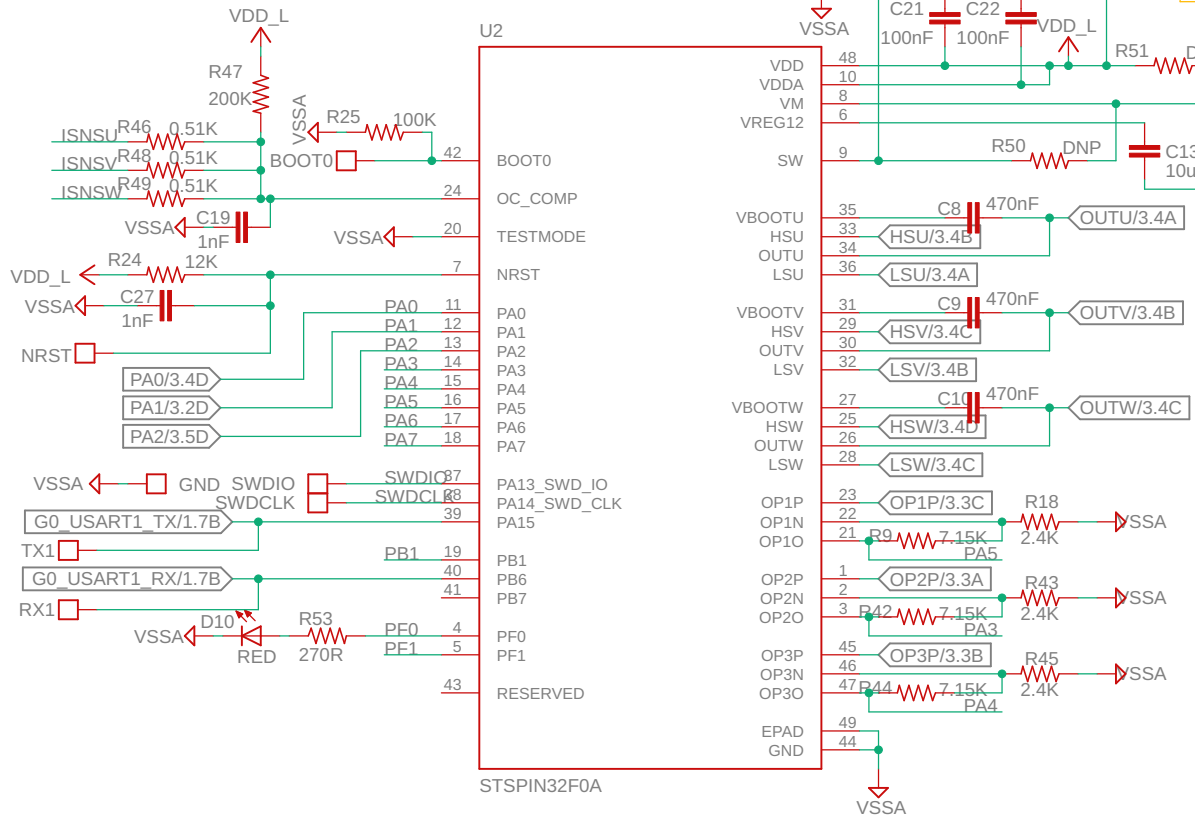 VDD_L
R47
200K
ISNSU
R46
0.51K
ISNSV
R48
0.51K
ISNSW
R49
0.51K
VSSA
R25
100K
BOOT0
VSSA
C19
1nF
VSSA
VDD_L
R24
12K
VSSA
C27
1nF
NRST
PA0/3.4D
PA1/3.2D
PA2/3.5D
PA0
PA1
PA2
PA3
PA4
PA5
PA6
PA7
VSSA
GND
SWDIO
SWDCLK
SWDIO
SWDCLK
G0_USART1_TX/1.7B
TX1
PB1
G0_USART1_RX/1.7B
RX1
VSSA
D10
RED
R53
270R
PF0
PF1
U2
42 BOOT0
24 OC_COMP
20 TESTMODE
7 NRST
11 PA0
12 PA1
13 PA2
14 PA3
15 PA4
16 PA5
17 PA6
18 PA7
37 PA13_SWD_IO
38 PA14_SWD_CLK
39 PA15
19 PB1
40 PB6
41 PB7
4 PF0
5 PF1
43 RESERVED
STSPIN32F0A
VDD 48
VDDA 10
VM 8
VREG12 6
SW 9
VBOOTU 35
HSU 33
OUTU 34
LSU 36
VBOOTV 31
HSV 29
OUTV 30
LSV 32
VBOOTW 27
HSW 25
OUTW 26
LSW 28
OP1P 23
OP1N 22
OP1O 21
OP2P 1
OP2N 2
OP2O 3
OP3P 45
OP3N 46
OP3O 47
EPAD 49
GND 44
VSSA
VSSA
C21
100nF
C22
100nF
VDD_L
R51
D
R50
DNP
C13
10u
C8
470nF
OUTU/3.4A
HSU/3.4B
LSU/3.4A
C9
470nF
OUTV/3.4B
HSV/3.4C
LSV/3.4B
C10
470nF
OUTW/3.4C
HSW/3.4D
LSW/3.4C
OP1P/3.3C
R18
2.4K
VSSA
R9
7.15K
PA5
OP2P/3.3A
R43
2.4K
VSSA
R42
7.15K
PA3
OP3P/3.3B
R45
2.4K
VSSA
R44
7.15K
PA4